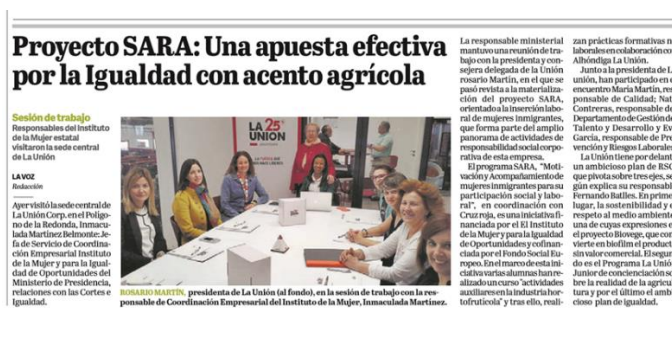 Proyecto SARA: Una apuesta efectiva
por la Igualdad con acento agrícola
Sesión de trabajo
Responsables del Instituto
de la Mujer estatal
visitaron la sede central
de La Unión
LA VOZ
Redacción
Ayer visitó la sede central de
La Unión Corp. en el Polígo-
no de la Redonda, Inmacu-
lada Martínez Belmonte: Je-
fa de Servicio de Coordina-
ción Empresarial Instituto
de la Mujer y para la Igual-
dad de Oportunidades del
Ministerio de Presidencia,
relaciones con las Cortes e
Igualdad.
LA 25
UNION
ROSARIO MARTÍN, presidenta de La Unión (al fondo), en la sesión de trabajo con la res-
ponsable de Coordinación Empresarial del Instituto de la Mujer, Inmaculada Martínez.
La responsable ministerial
mantuvo una reunión de tra-
bajo con la presidenta y con-
sejera delegada de La Unión
rosario Martín, en el que se
pasó revista a la materializa-
ción del proyecto SARA,
orientado a la inserción labo-
ral de mujeres inmigrantes,
que forma parte del amplio
panorama de actividades de
responsabilidad social corpo-
rativa de esta empresa.
El programa SARA, "Moti-
vación y Acompañamiento de
mujeres inmigrantes para su
participación social y labo-
ral", en coordinación con
Cruz roja, es una iniciativa fi-
nanciada por el El Instituto
de la Mujer y para la igualdad
de Oportunidades y cofinan-
ciada por el Fondo Social Eu-
ropeo. En el marco de esta ini-
ciativa varias alumnas han re-
alizado un curso "actividades
auxiliares en la industria hor-
tofrutícola" y tras ello, reali-
zan prácticas formativas n
laborales en colaboración co
Alhóndiga La Unión.
Junto a la presidenta de L
unión, han participado en e
encuentro María Martín, res
ponsable de Calidad; Nat
Contreras, responsable de
Departamento de Gestión de
Talento y Desarrollo y Ev
García, responsable de Pre
vención y Riesgos Laborale
La Unión tiene por delant
un ambicioso plan de RSC
que pivota sobre tres ejes, se
gún explica su responsable
Fernando Batlles. En primer
lugar, la sostenibilidad y e
respeto al medio ambiente
una de cuyas expresiones e
el proyecto Biovege, que con
vierte en biofilm el product
sin valor comercial. El segun
do es el Programa La Unión
Junior de concienciación so
bre la realidad de la agricul
tura y por el último el amb
cioso plan de igualdad.